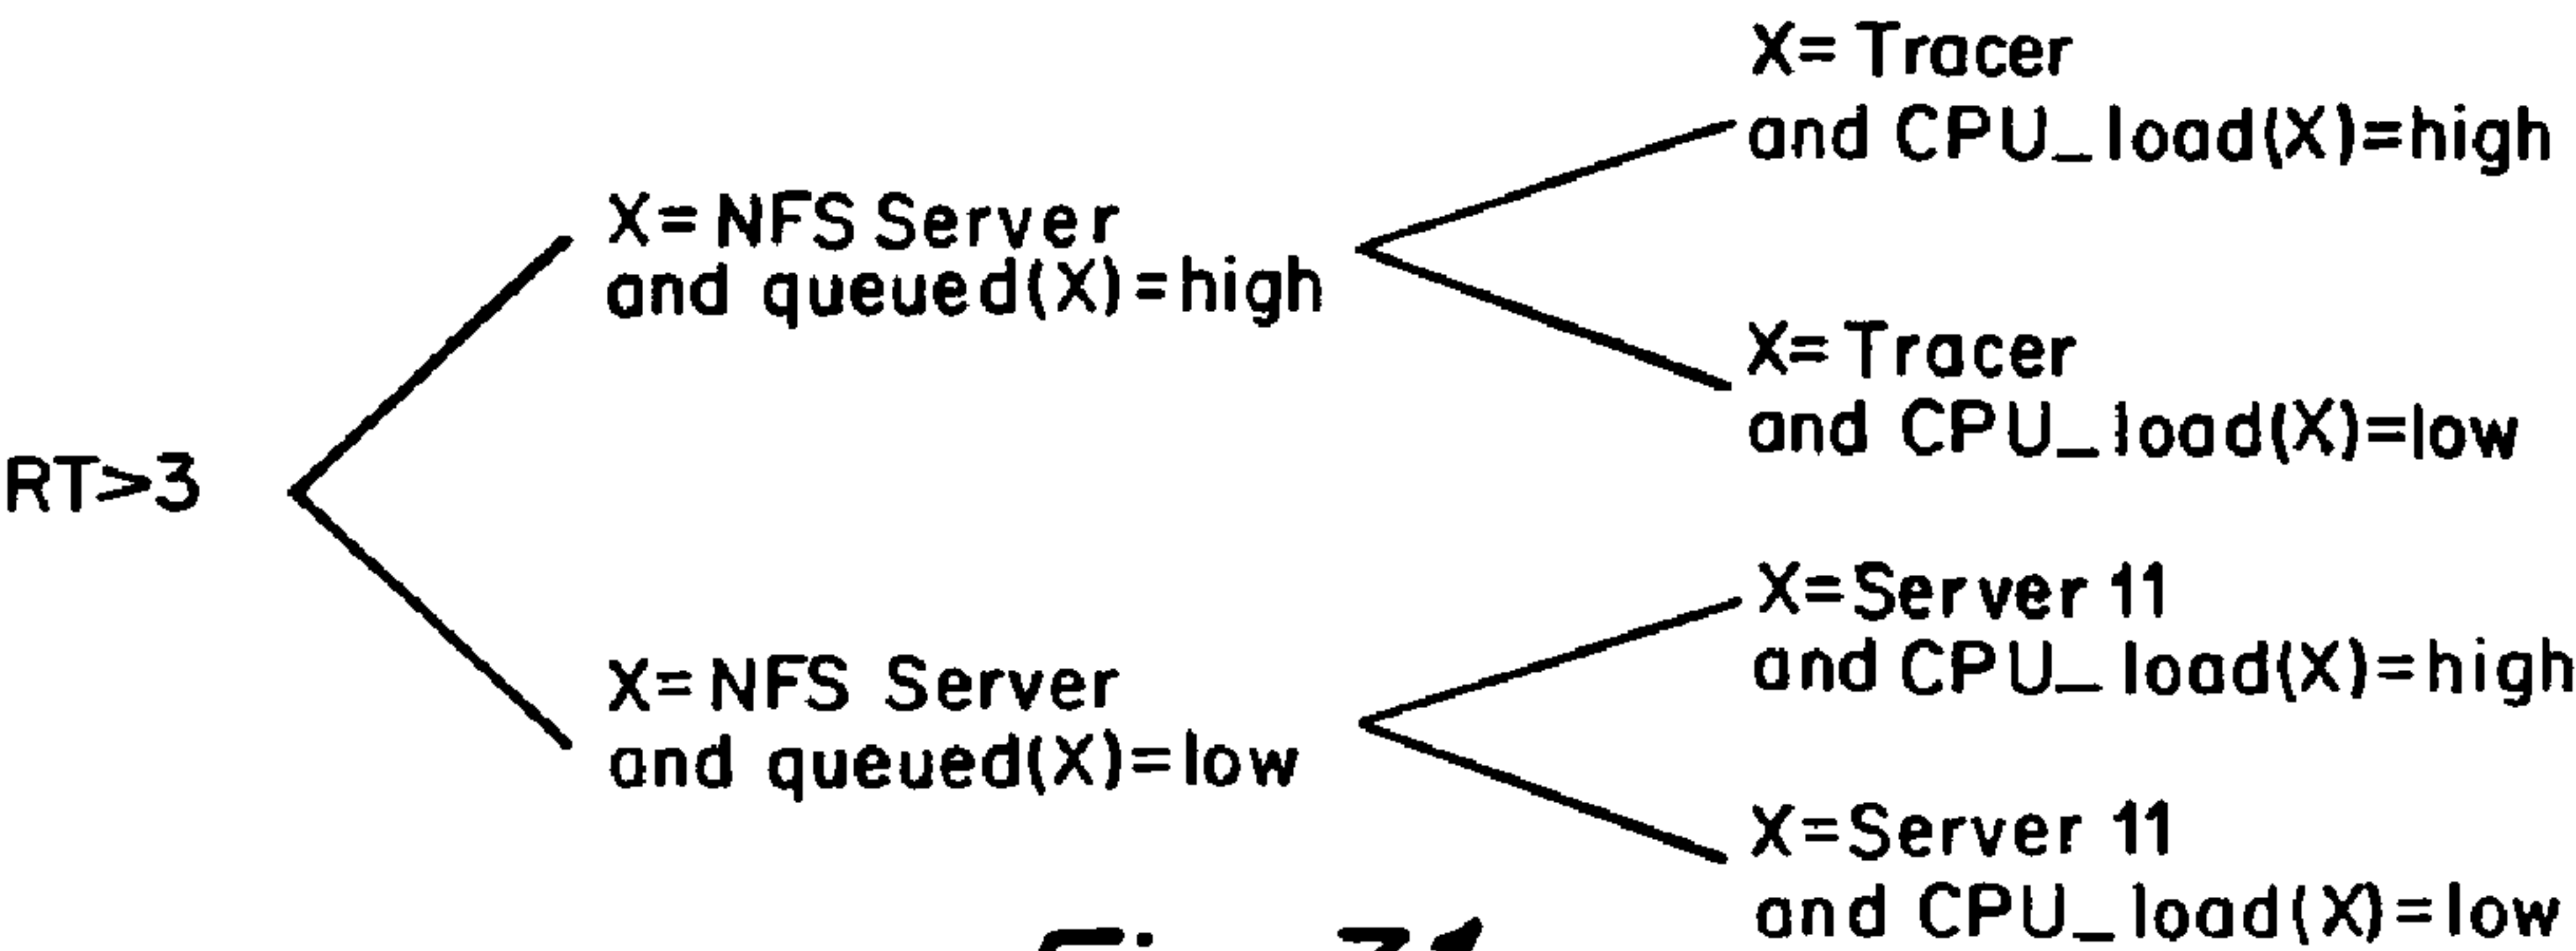 X= Tracer
and CPU_load(X)=high
X= NFS Server
and queued(X)=high
X= Tracer
and CPU_load(X)=low
RT>3
X=Server 11
and CPU_load(X)=high
X= NFS Server
and queued(X)=low
X=Server 11
and CPU_load(X)=low